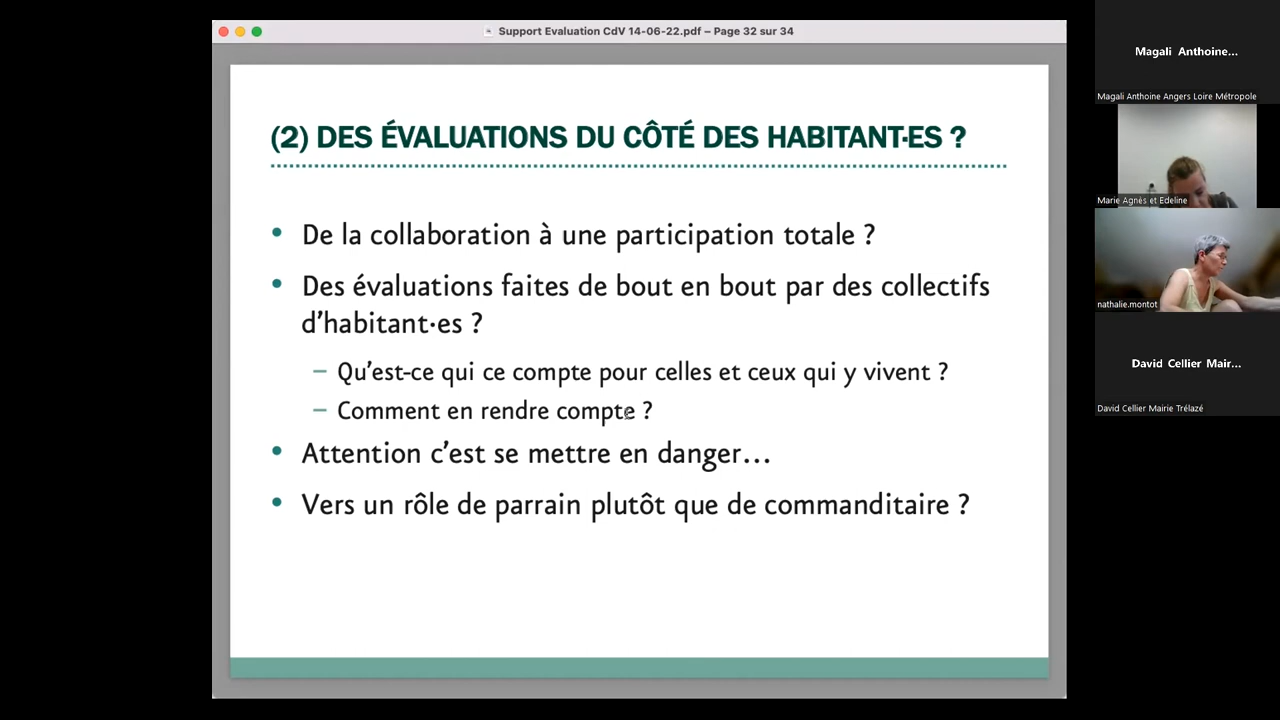 Support Evaluation CdV 14-06-22.pdf – Page 32 sur 34
(2) DES ÉVALUATIONS DU CÔTÉ DES HABITANT·ES ?
• De la collaboration à une participation totale ?
• Des évaluations faites de bout en bout par des collectifs
d’habitant·es ?
– Qu’est-ce qui ce compte pour celles et ceux qui y vivent ?
– Comment en rendre compte ?
• Attention c’est se mettre en danger…
• Vers un rôle de parrain plutôt que de commanditaire ?
Magali Anthoine...
Magali Anthoine Angers Loire Métropole
Marie Agnès et Edeline
nathalie.montot
David Cellier Mair...
David Cellier Mairie Trélazé